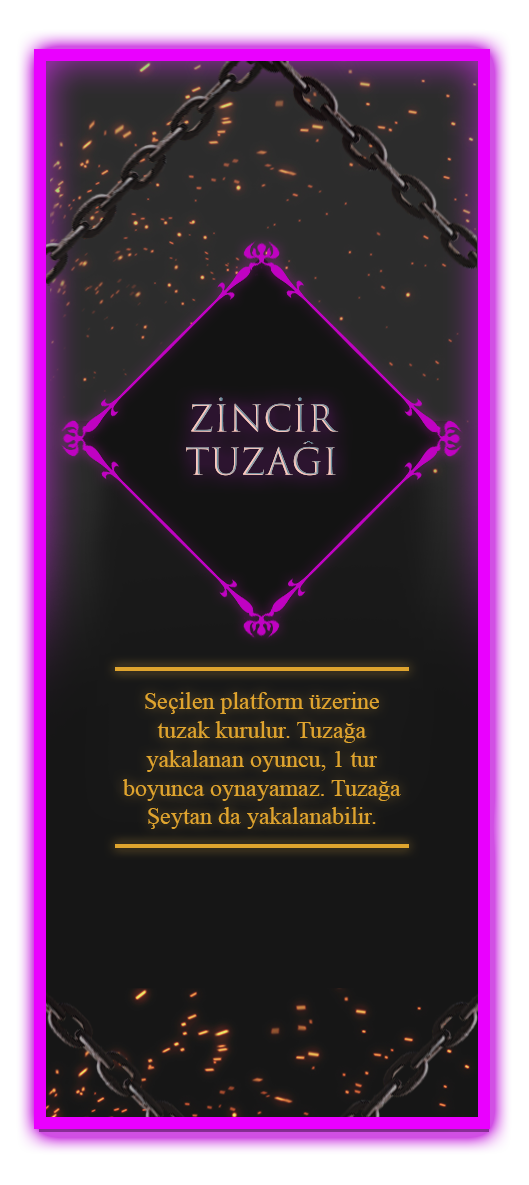 ZİNCİR
TUZAĞI
Seçilen platform üzerine
tuzak kurulur. Tuzağa
yakalanan oyuncu, 1 tur
boyunca oynayamaz. Tuzağa
Şeytan da yakalanabilir.